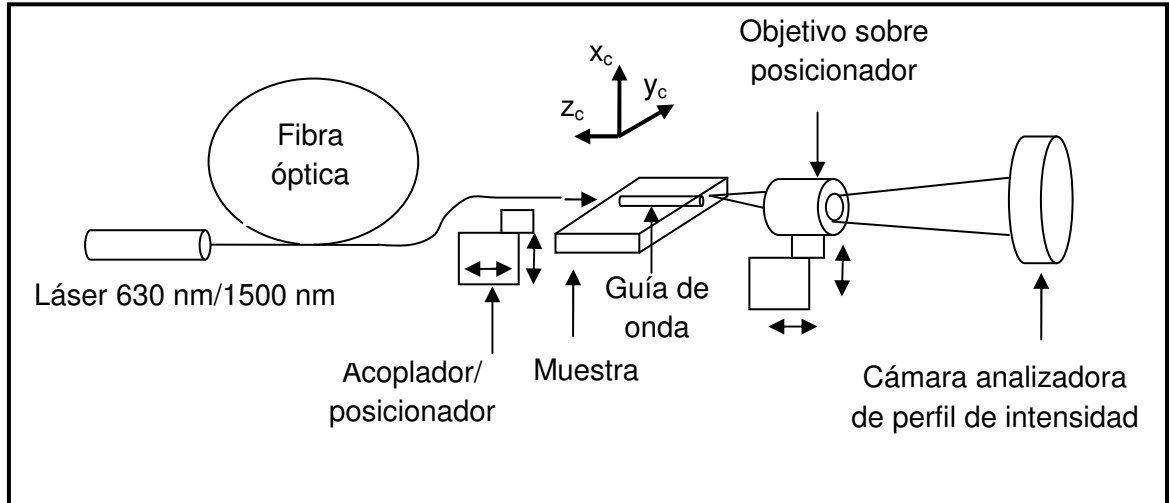 Objetivo sobre
posicionador
x_c
y_c
z_c
Fibra
óptica
Láser 630 nm/1500 nm
Guía de
onda
Acoplador/
posicionador
Muestra
Cámara analizadora
de perfil de intensidad